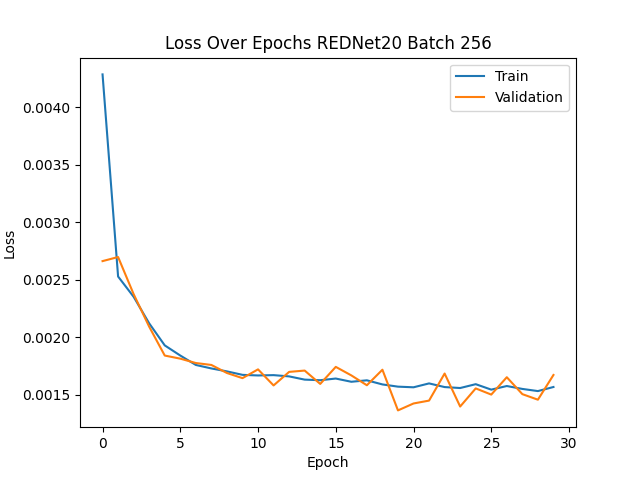 Loss Over Epochs REDNet20 Batch 256
Train
Validation
0.0040
0.0035
0.0030
0.0025
0.0020
0.0015
Loss
0 5 10 15 20 25 30
Epoch